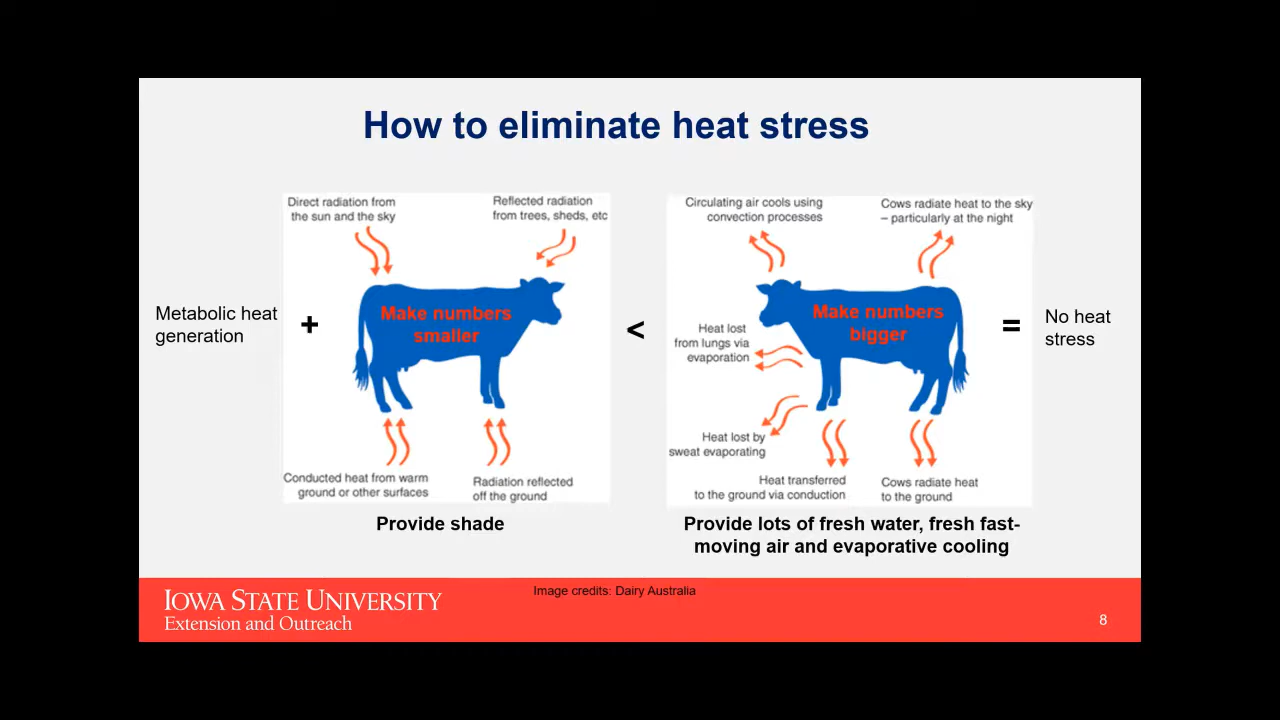 How to eliminate heat stress
Metabolic heat
generation
+
Direct radiation from
the sun and the sky
Reflected radiation
from trees, sheds, etc
Make numbers
smaller
Conducted heat from warm
ground or other surfaces
Radiation reflected
off the ground
Provide shade
<
Circulating air cools using
convection processes
Cows radiate heat to the sky
– particularly at the night
Make numbers
bigger
Heat lost
from lungs via
evaporation
Heat lost by
sweat evaporating
Heat transferred
to the ground via conduction
Cows radiate heat
to the ground
Provide lots of fresh water, fresh fast-
moving air and evaporative cooling
=
No heat
stress
Image credits: Dairy Australia
IOWA STATE UNIVERSITY
Extension and Outreach
8